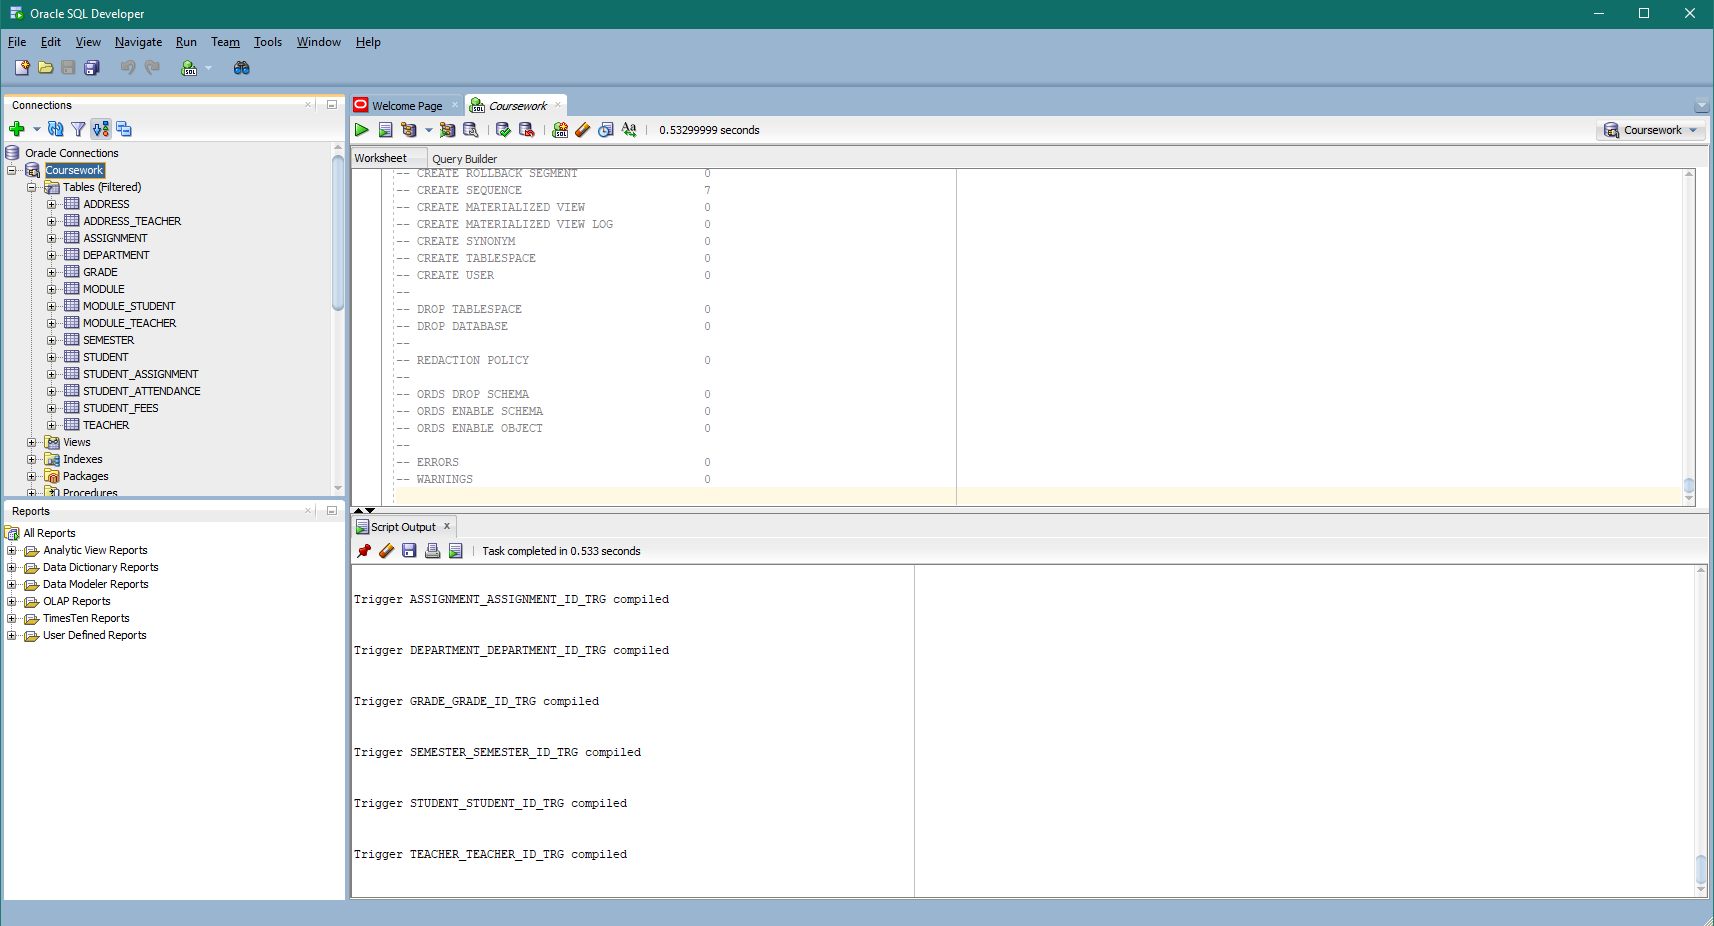 Oracle SQL Developer
File Edit View Navigate Run Team Tools Window Help
Connections
Oracle Connections
Coursework
Tables (Filtered)
ADDRESS
ADDRESS_TEACHER
ASSIGNMENT
DEPARTMENT
GRADE
MODULE
MODULE_STUDENT
MODULE_TEACHER
SEMESTER
STUDENT
STUDENT_ASSIGNMENT
STUDENT_ATTENDANCE
STUDENT_FEES
TEACHER
Views
Indexes
Packages
Procedures
Reports
All Reports
Analytic View Reports
Data Dictionary Reports
Data Modeler Reports
OLAP Reports
TimesTen Reports
User Defined Reports
Welcome Page Coursework
0.53299999 seconds
Coursework
Worksheet Query Builder
-- CREATE ROLLBACK SEGMENT 0
-- CREATE SEQUENCE 7
-- CREATE MATERIALIZED VIEW 0
-- CREATE MATERIALIZED VIEW LOG 0
-- CREATE SYNONYM 0
-- CREATE TABLESPACE 0
-- CREATE USER 0
--
-- DROP TABLESPACE 0
-- DROP DATABASE 0
--
-- REDACTION POLICY 0
--
-- ORDS DROP SCHEMA 0
-- ORDS ENABLE SCHEMA 0
-- ORDS ENABLE OBJECT 0
--
-- ERRORS 0
-- WARNINGS 0
Script Output
Task completed in 0.533 seconds
Trigger ASSIGNMENT_ASSIGNMENT_ID_TRG compiled
Trigger DEPARTMENT_DEPARTMENT_ID_TRG compiled
Trigger GRADE_GRADE_ID_TRG compiled
Trigger SEMESTER_SEMESTER_ID_TRG compiled
Trigger STUDENT_STUDENT_ID_TRG compiled
Trigger TEACHER_TEACHER_ID_TRG compiled